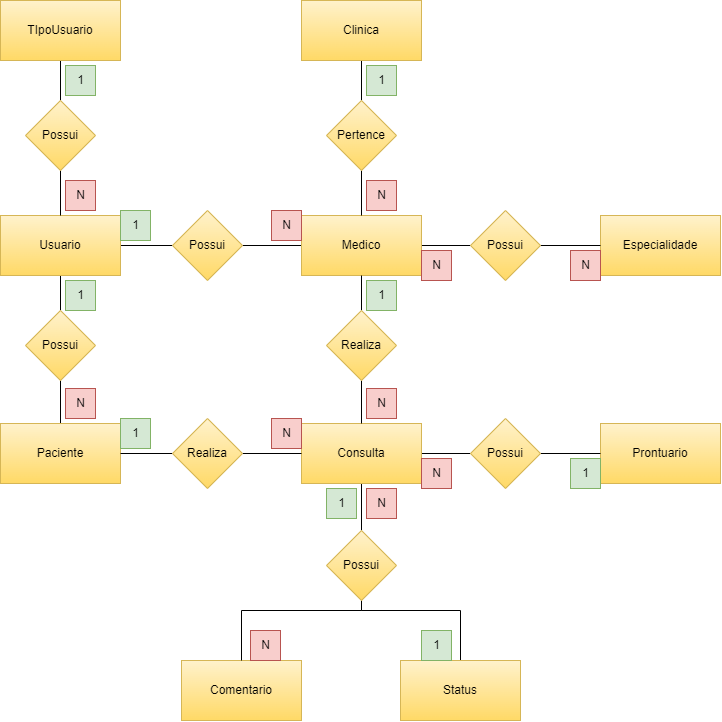 TIpoUsuario
Clinica
1
1
Possui
Pertence
N
N
Usuario
1
Possui
N
Medico
N
Possui
N
Especialidade
1
1
Possui
Realiza
N
N
Paciente
1
Realiza
N
Consulta
N
Possui
1
Prontuario
1
N
Possui
N
1
Comentario
Status